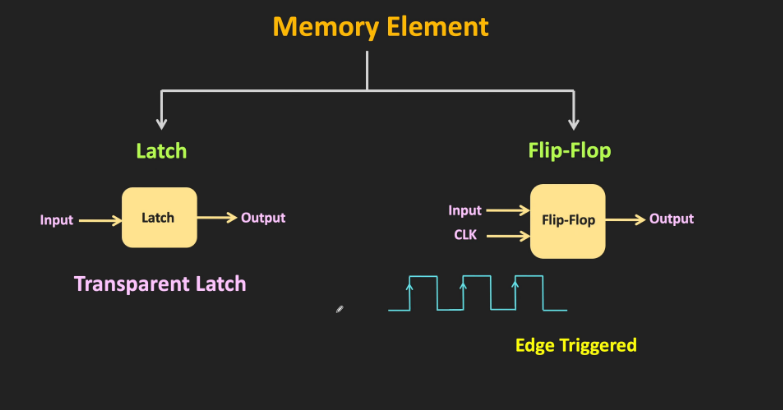 Memory Element
Latch
Flip-Flop
Input
Latch
Output
Transparent Latch
Input
CLK
Flip-Flop
Output
Edge Triggered